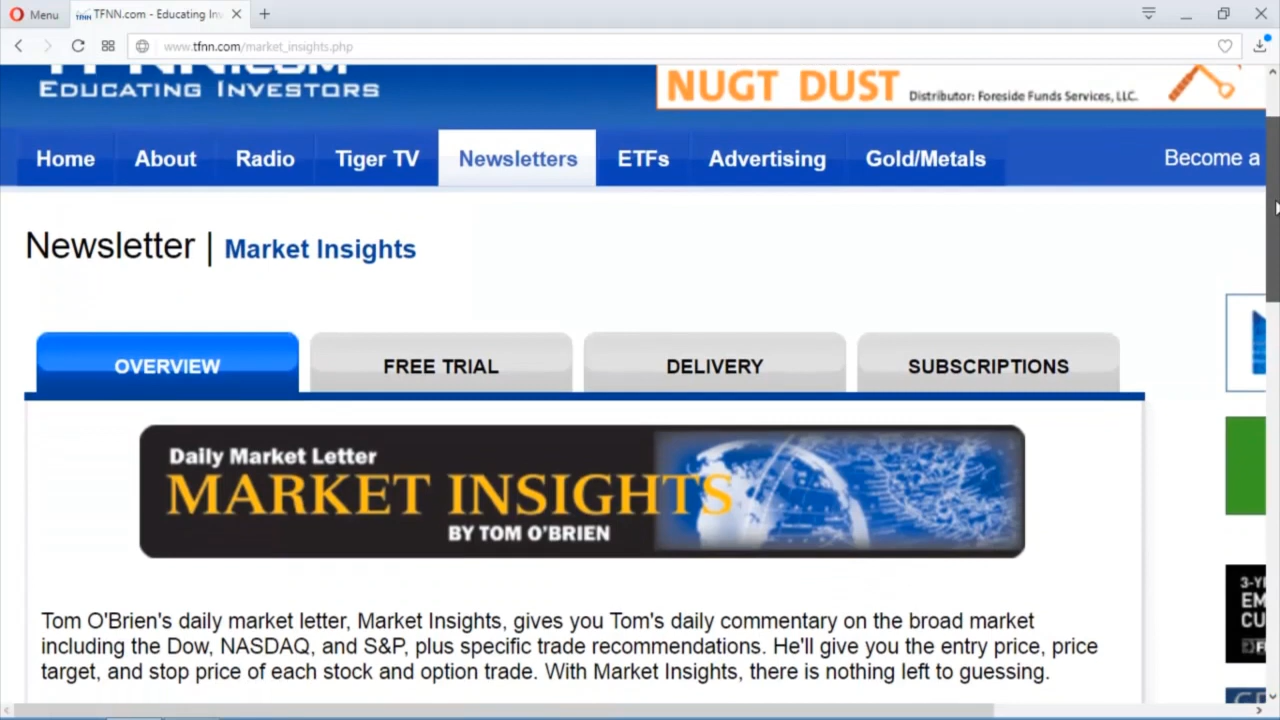 Menu
TFNN.com - Educating In
www.tfnn.com/market_insights.php
TFNN.COM
EDUCATING INVESTORS
NUGT DUST Distributor: Foreside Funds Services, LLC.
Home About Radio Tiger TV Newsletters ETFs Advertising Gold/Metals Become a
Newsletter | Market Insights
OVERVIEW FREE TRIAL DELIVERY SUBSCRIPTIONS
Daily Market Letter
MARKET INSIGHTS
BY TOM O'BRIEN
Tom O'Brien's daily market letter, Market Insights, gives you Tom's daily commentary on the broad market
including the Dow, NASDAQ, and S&P, plus specific trade recommendations. He'll give you the entry price, price
target, and stop price of each stock and option trade. With Market Insights, there is nothing left to guessing.
3-Y
EM
CU